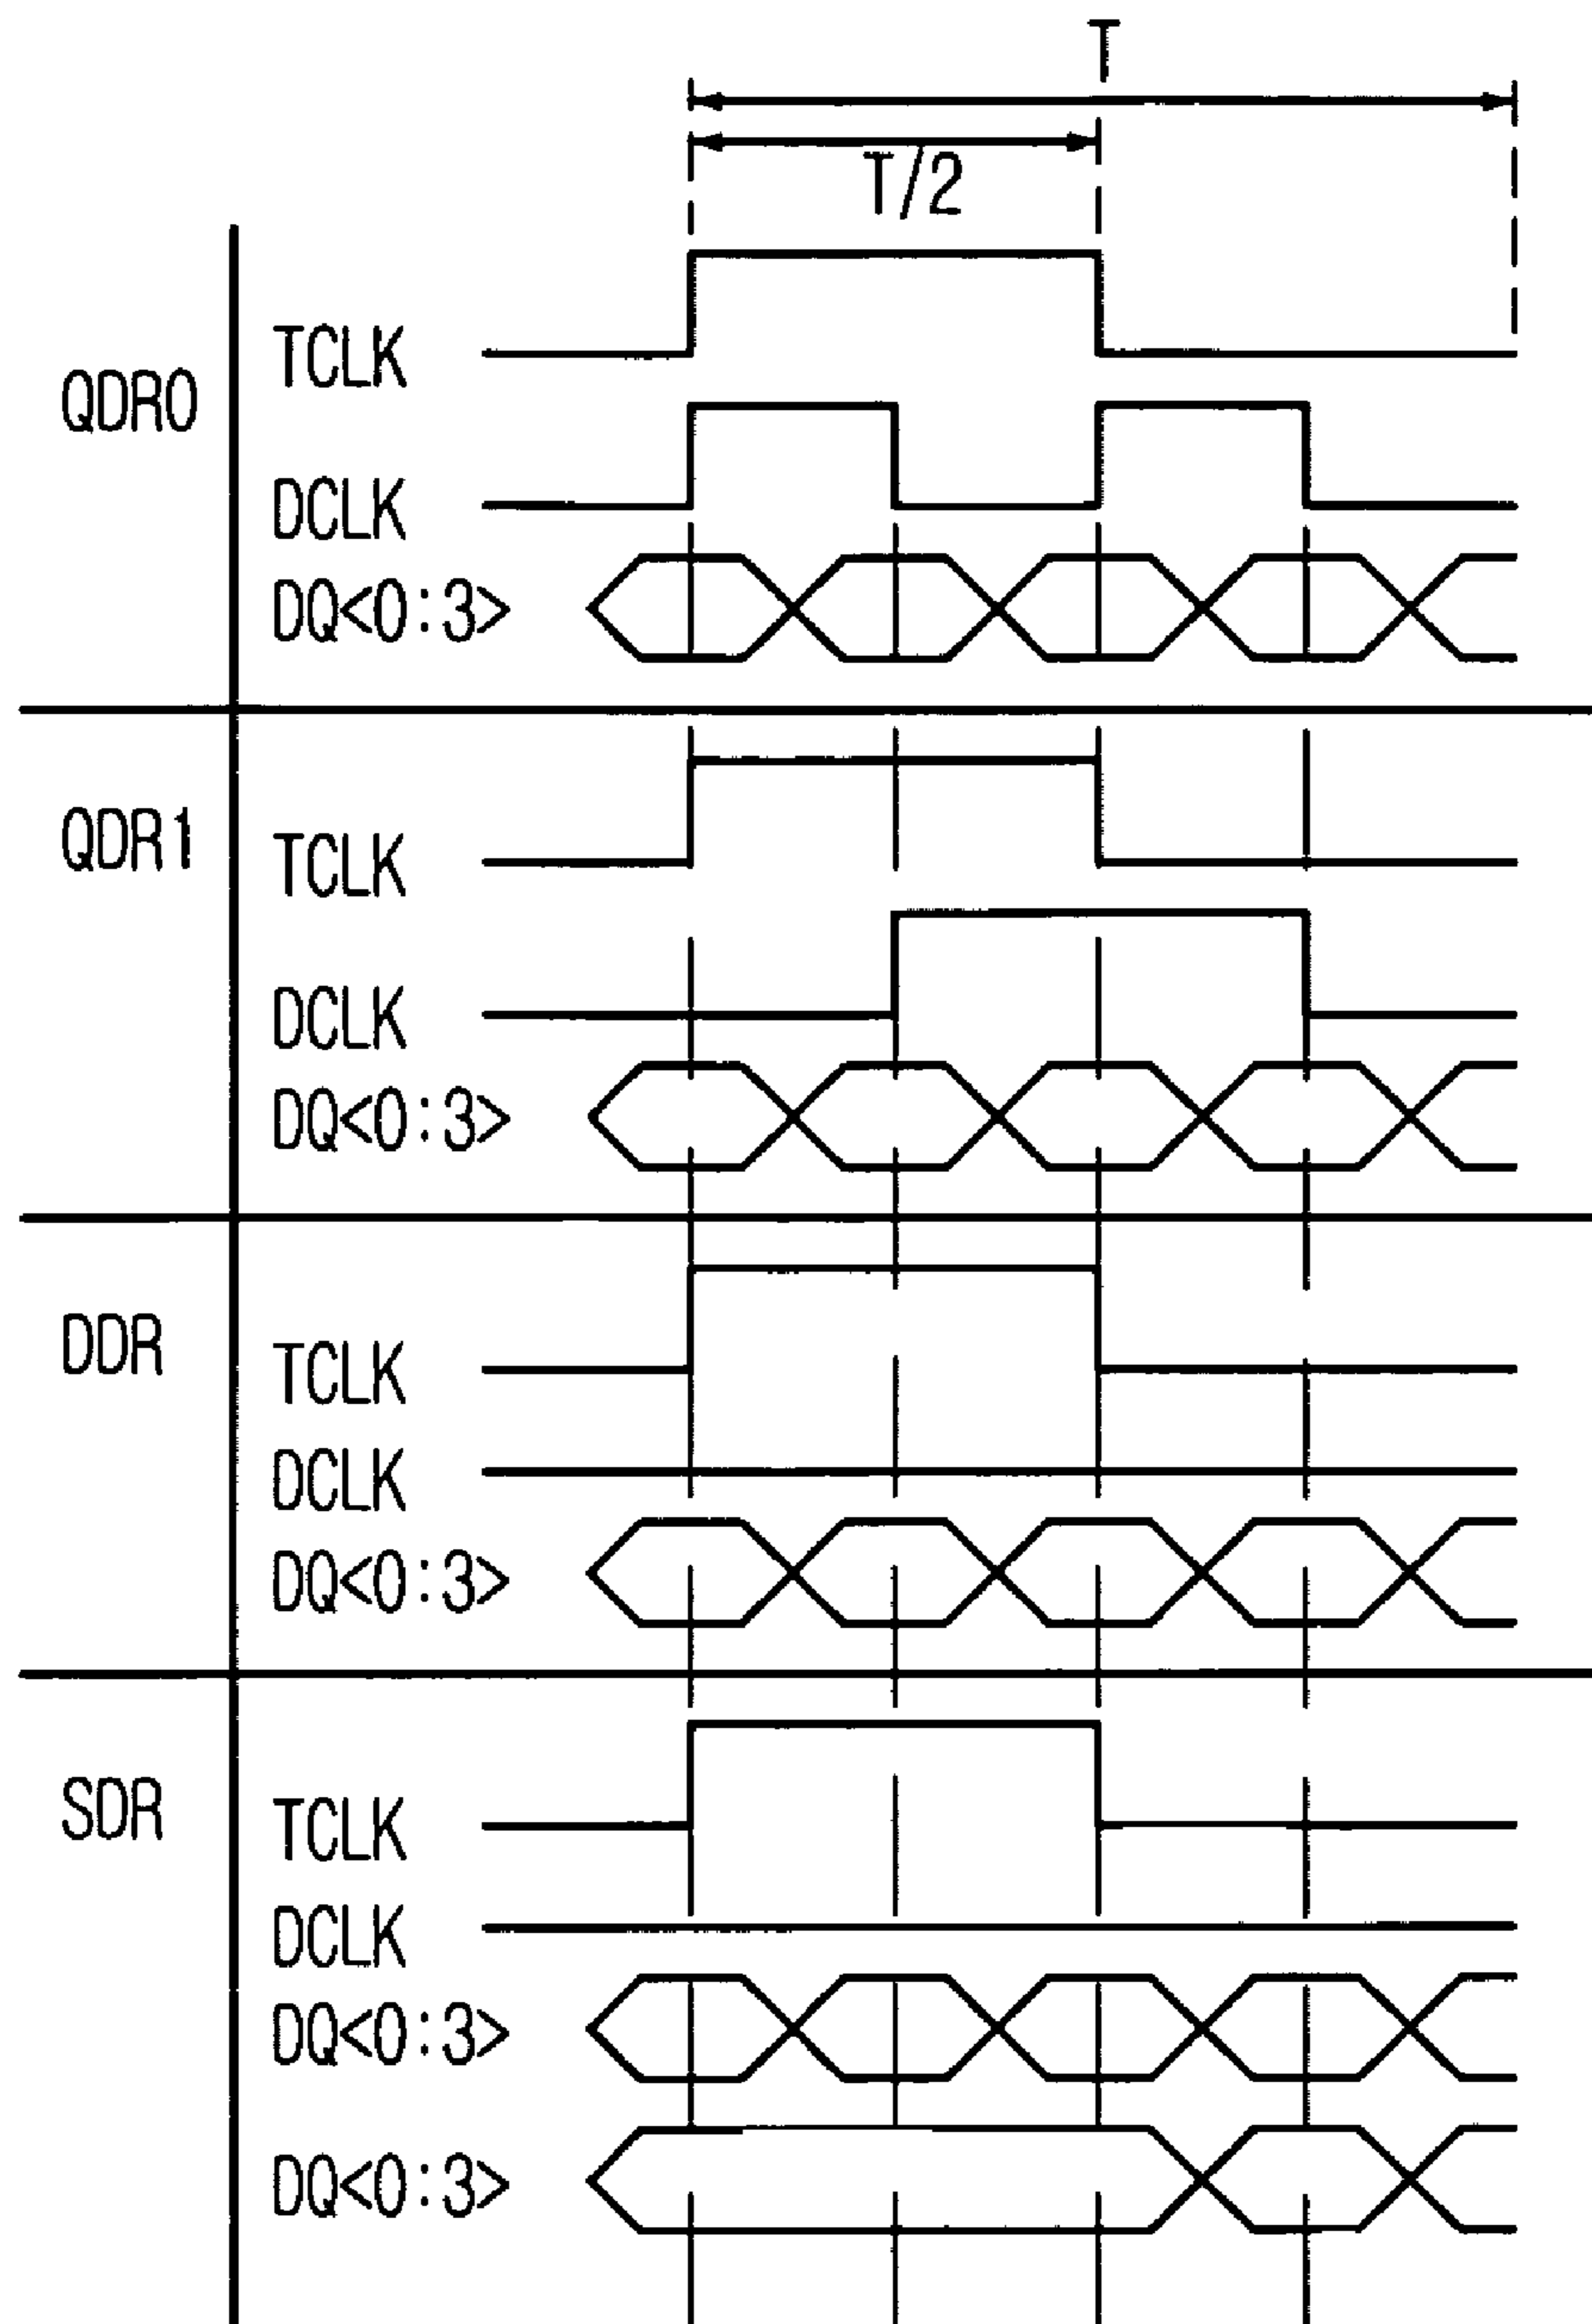 T
T/2
QDR0
TCLK
DCLK
DQ<0:3>
QDR1
TCLK
DCLK
DQ<0:3>
DDR
TCLK
DCLK
DQ<0:3>
SDR
TCLK
DCLK
DQ<0:3>
DQ<0:3>